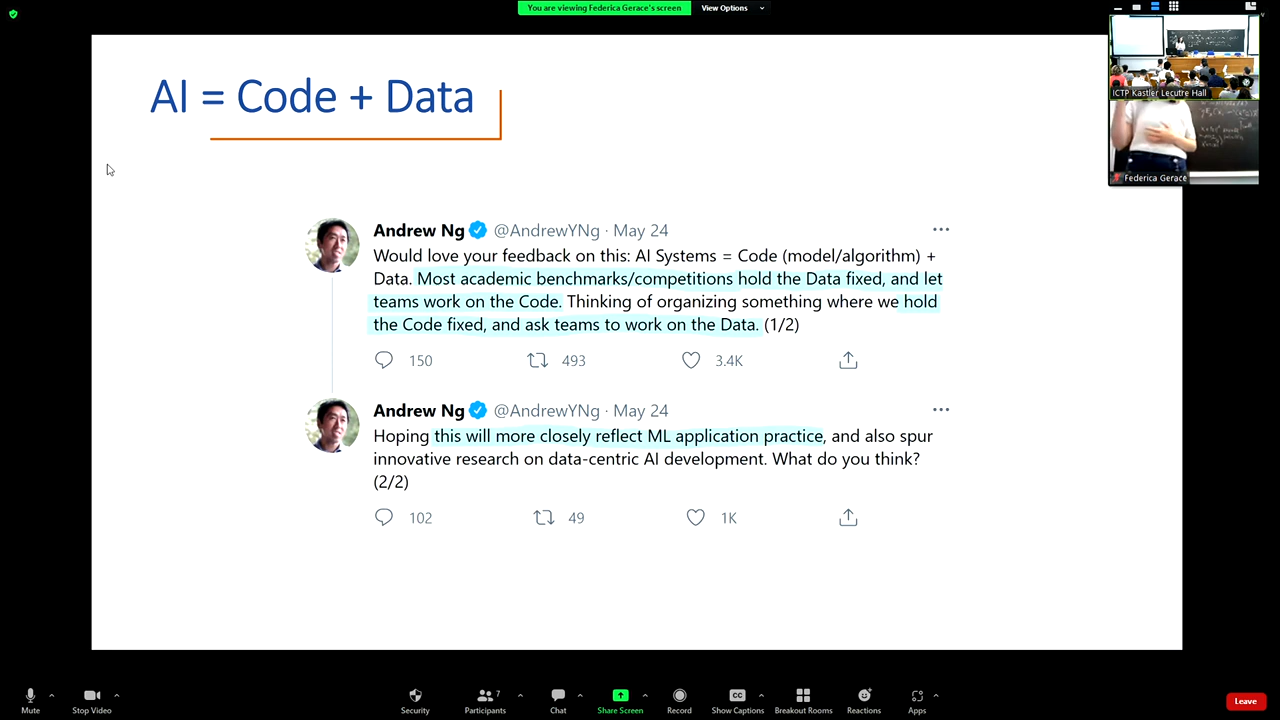 You are viewing Federica Gerace's screen
View Options
AI = Code + Data
ICTP Kastler Lecutre Hall
Federica Gerace
Andrew Ng @AndrewYNg · May 24
Would love your feedback on this: AI Systems = Code (model/algorithm) +
Data. Most academic benchmarks/competitions hold the Data fixed, and let
teams work on the Code. Thinking of organizing something where we hold
the Code fixed, and ask teams to work on the Data. (1/2)
150 493 3.4K
Andrew Ng @AndrewYNg · May 24
Hoping this will more closely reflect ML application practice, and also spur
innovative research on data-centric AI development. What do you think?
(2/2)
102 49 1K
Mute
Stop Video
Security
Participants 7
Chat
Share Screen
Record
CC
Show Captions
Breakout Rooms
Reactions
Apps
Leave